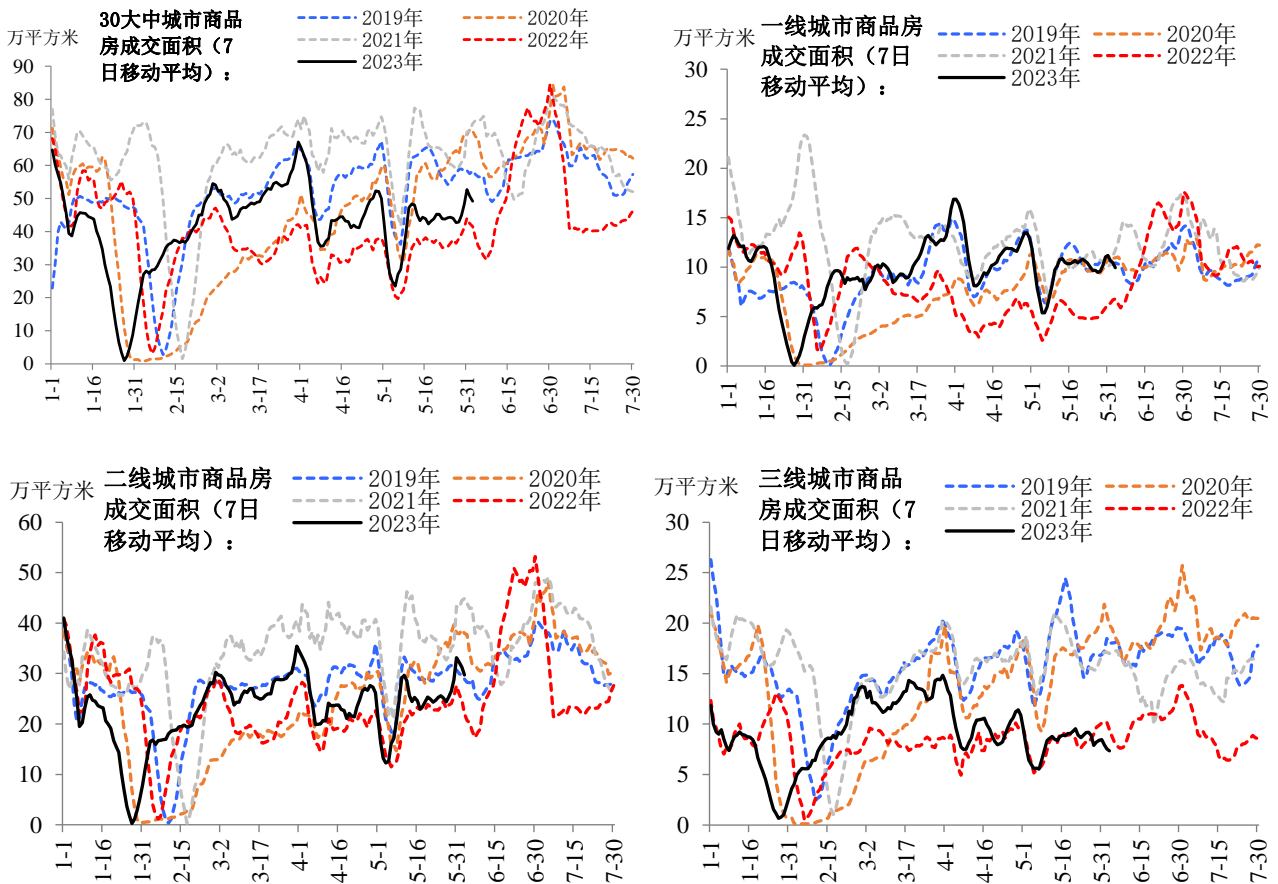 30大中城市商品
房成交面积（7
日移动平均）：
万平方米
2019年
2020年
2021年
2022年
2023年
90
80
70
60
50
40
30
20
10
0
1-1
1-16
1-31
2-15
3-2
3-17
4-1
4-16
5-1
5-16
5-31
6-15
6-30
7-15
7-30
一线城市商品房
成交面积（7日
移动平均）：
万平方米
2019年
2020年
2021年
2022年
2023年
30
25
20
15
10
5
0
1-1
1-16
1-31
2-15
3-2
3-17
4-1
4-16
5-1
5-16
5-31
6-15
6-30
7-15
7-30
二线城市商品房
成交面积（7日
移动平均）：
万平方米
2019年
2020年
2021年
2022年
2023年
60
50
40
30
20
10
0
1-1
1-16
1-31
2-15
3-2
3-17
4-1
4-16
5-1
5-16
5-31
6-15
6-30
7-15
7-30
三线城市商品
房成交面积（7
日移动平均）：
万平方米
2019年
2020年
2021年
2022年
2023年
30
25
20
15
10
5
0
1-1
1-16
1-31
2-15
3-2
3-17
4-1
4-16
5-1
5-16
5-31
6-15
6-30
7-15
7-30